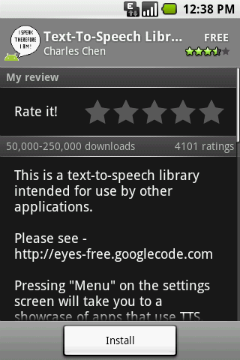 12:38 PM
I SPEAK
THEREFORE
I AM!
Text-To-Speech Libr...
FREE
Charles Chen
My review
Rate it!
50,000-250,000 downloads
4101 ratings
This is a text-to-speech library
intended for use by other
applications.
Please see -
http://eyes-free.googlecode.com
Pressing "Menu" on the settings
screen will take you to a
showcase of apps that use TTS
Install